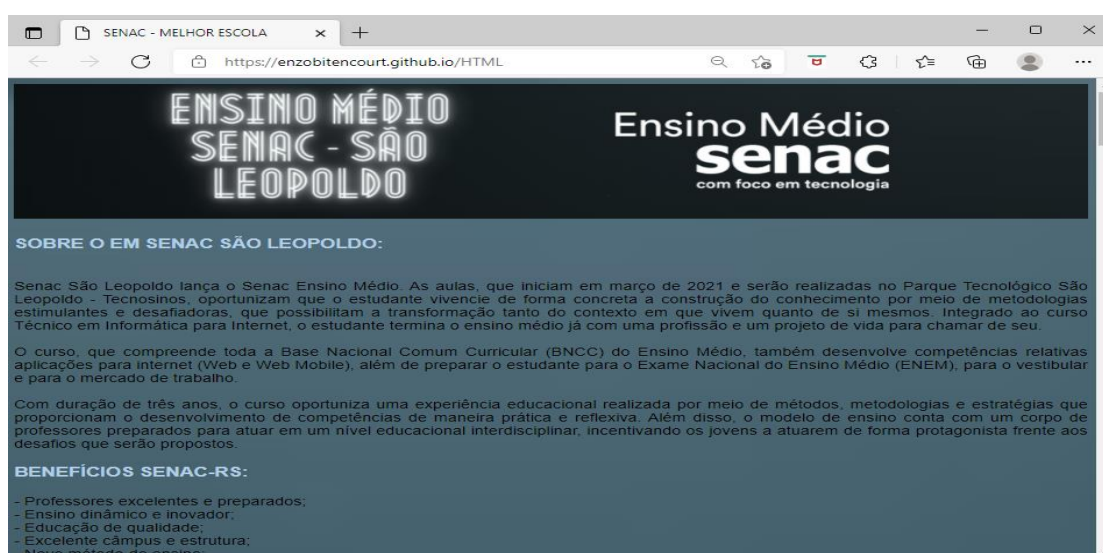 SENAC - MELHOR ESCOLA
https://enzobitencourt.github.io/HTML
ENSINO MÉDIO
SENAC - SÃO
LEOPOLDO
Ensino Médio
senac
com foco em tecnologia
SOBRE O EM SENAC SÃO LEOPOLDO:
Senac São Leopoldo lança o Senac Ensino Médio. As aulas, que iniciam em março de 2021 e serão realizadas no Parque Tecnológico São
Leopoldo - Tecnosinos, oportunizam que o estudante vivencie de forma concreta a construção do conhecimento por meio de metodologias
estimulantes e desafiadoras, que possibilitam a transformação tanto do contexto em que vivem quanto de si mesmos. Integrado ao curso
Técnico em Informática para Internet, o estudante termina o ensino médio já com uma profissão e um projeto de vida para chamar de seu.
O curso, que compreende toda a Base Nacional Comum Curricular (BNCC) do Ensino Médio, também desenvolve competências relativas
aplicações para internet (Web e Web Mobile), além de preparar o estudante para o Exame Nacional do Ensino Médio (ENEM), para o vestibular
e para o mercado de trabalho.
Com duração de três anos, o curso oportuniza uma experiência educacional realizada por meio de métodos, metodologias e estratégias que
proporcionam o desenvolvimento de competências de maneira prática e reflexiva. Além disso, o modelo de ensino conta com um corpo de
professores preparados para atuar em um nível educacional interdisciplinar, incentivando os jovens a atuarem de forma protagonista frente aos
desafios que serão propostos.
BENEFÍCIOS SENAC-RS:
- Professores excelentes e preparados;
- Ensino dinâmico e inovador;
- Educação de qualidade;
- Excelente câmpus e estrutura;
- Novo método de ensino;